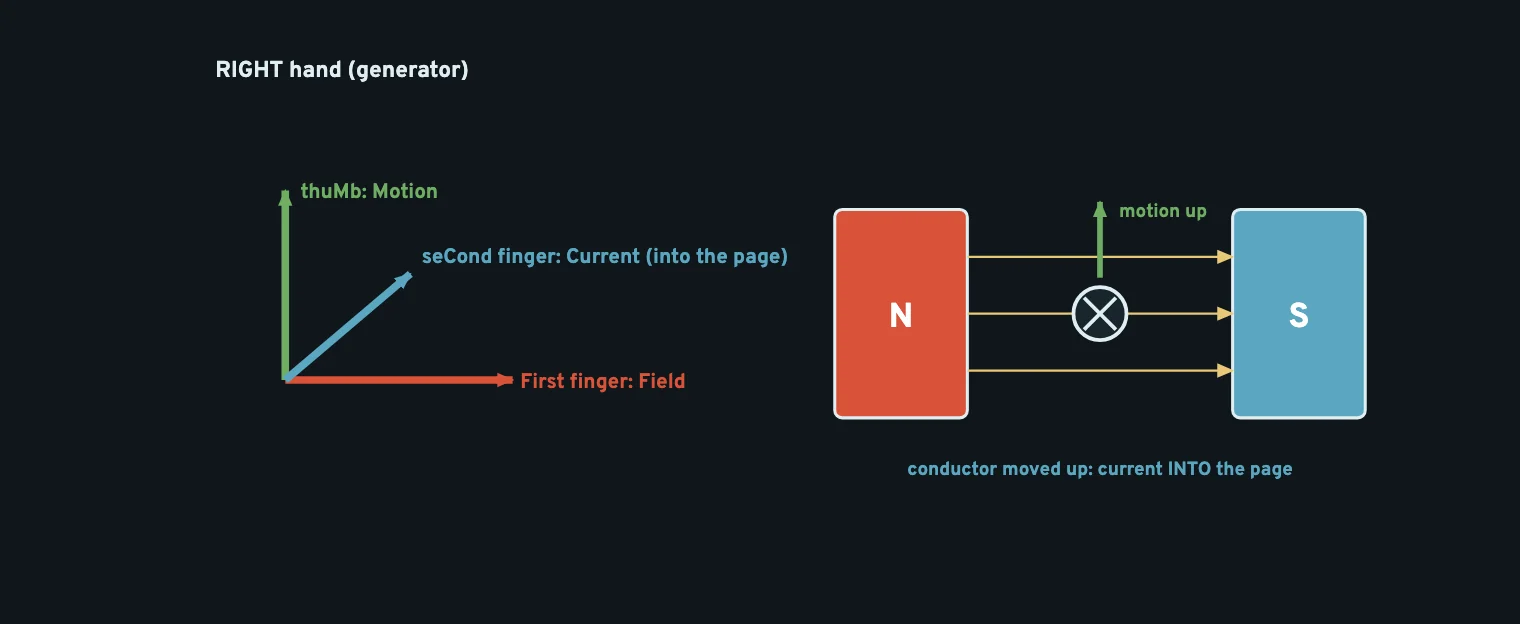 RIGHT hand (generator)
thuMb: Motion
seCond finger: Current (into the page)
First finger: Field
motion up
N
S
conductor moved up: current INTO the page